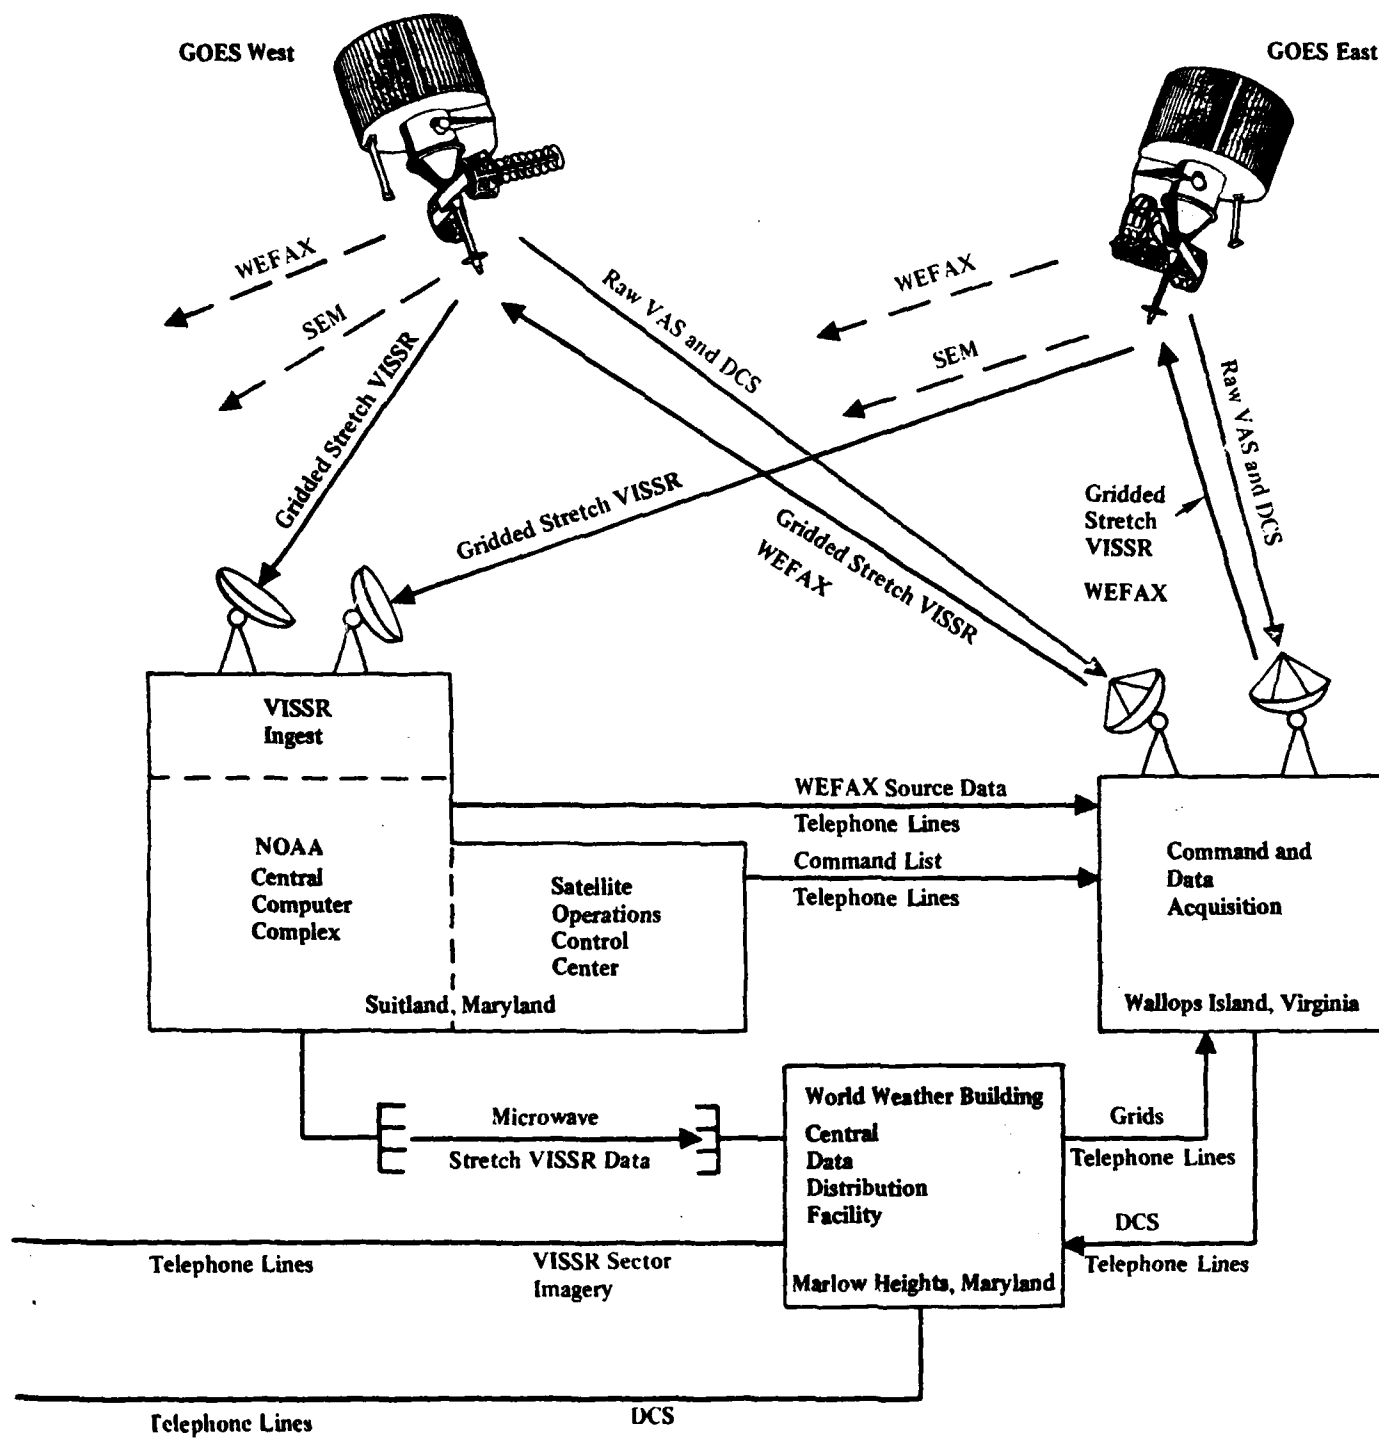 GOES West
GOES East
WEFAX
SEM
Gridded Stretch VISSR
Raw VAS and DCS
WEFAX
SEM
Gridded Stretch VISSR
Gridded Stretch VISSR
WEFAX
Raw VAS and DCS
Gridded
Stretch
VISSR
WEFAX
VISSR
Ingest
NOAA
Central
Computer
Complex
Satellite
Operations
Control
Center
Suitland, Maryland
WEFAX Source Data
Telephone Lines
Command List
Telephone Lines
Command and
Data
Acquisition
Wallops Island, Virginia
Microwave
Stretch VISSR Data
World Weather Building
Central
Data
Distribution
Facility
Marlow Heights, Maryland
Grids
Telephone Lines
DCS
Telephone Lines
Telephone Lines
VISSR Sector
Imagery
Telephone Lines
DCS